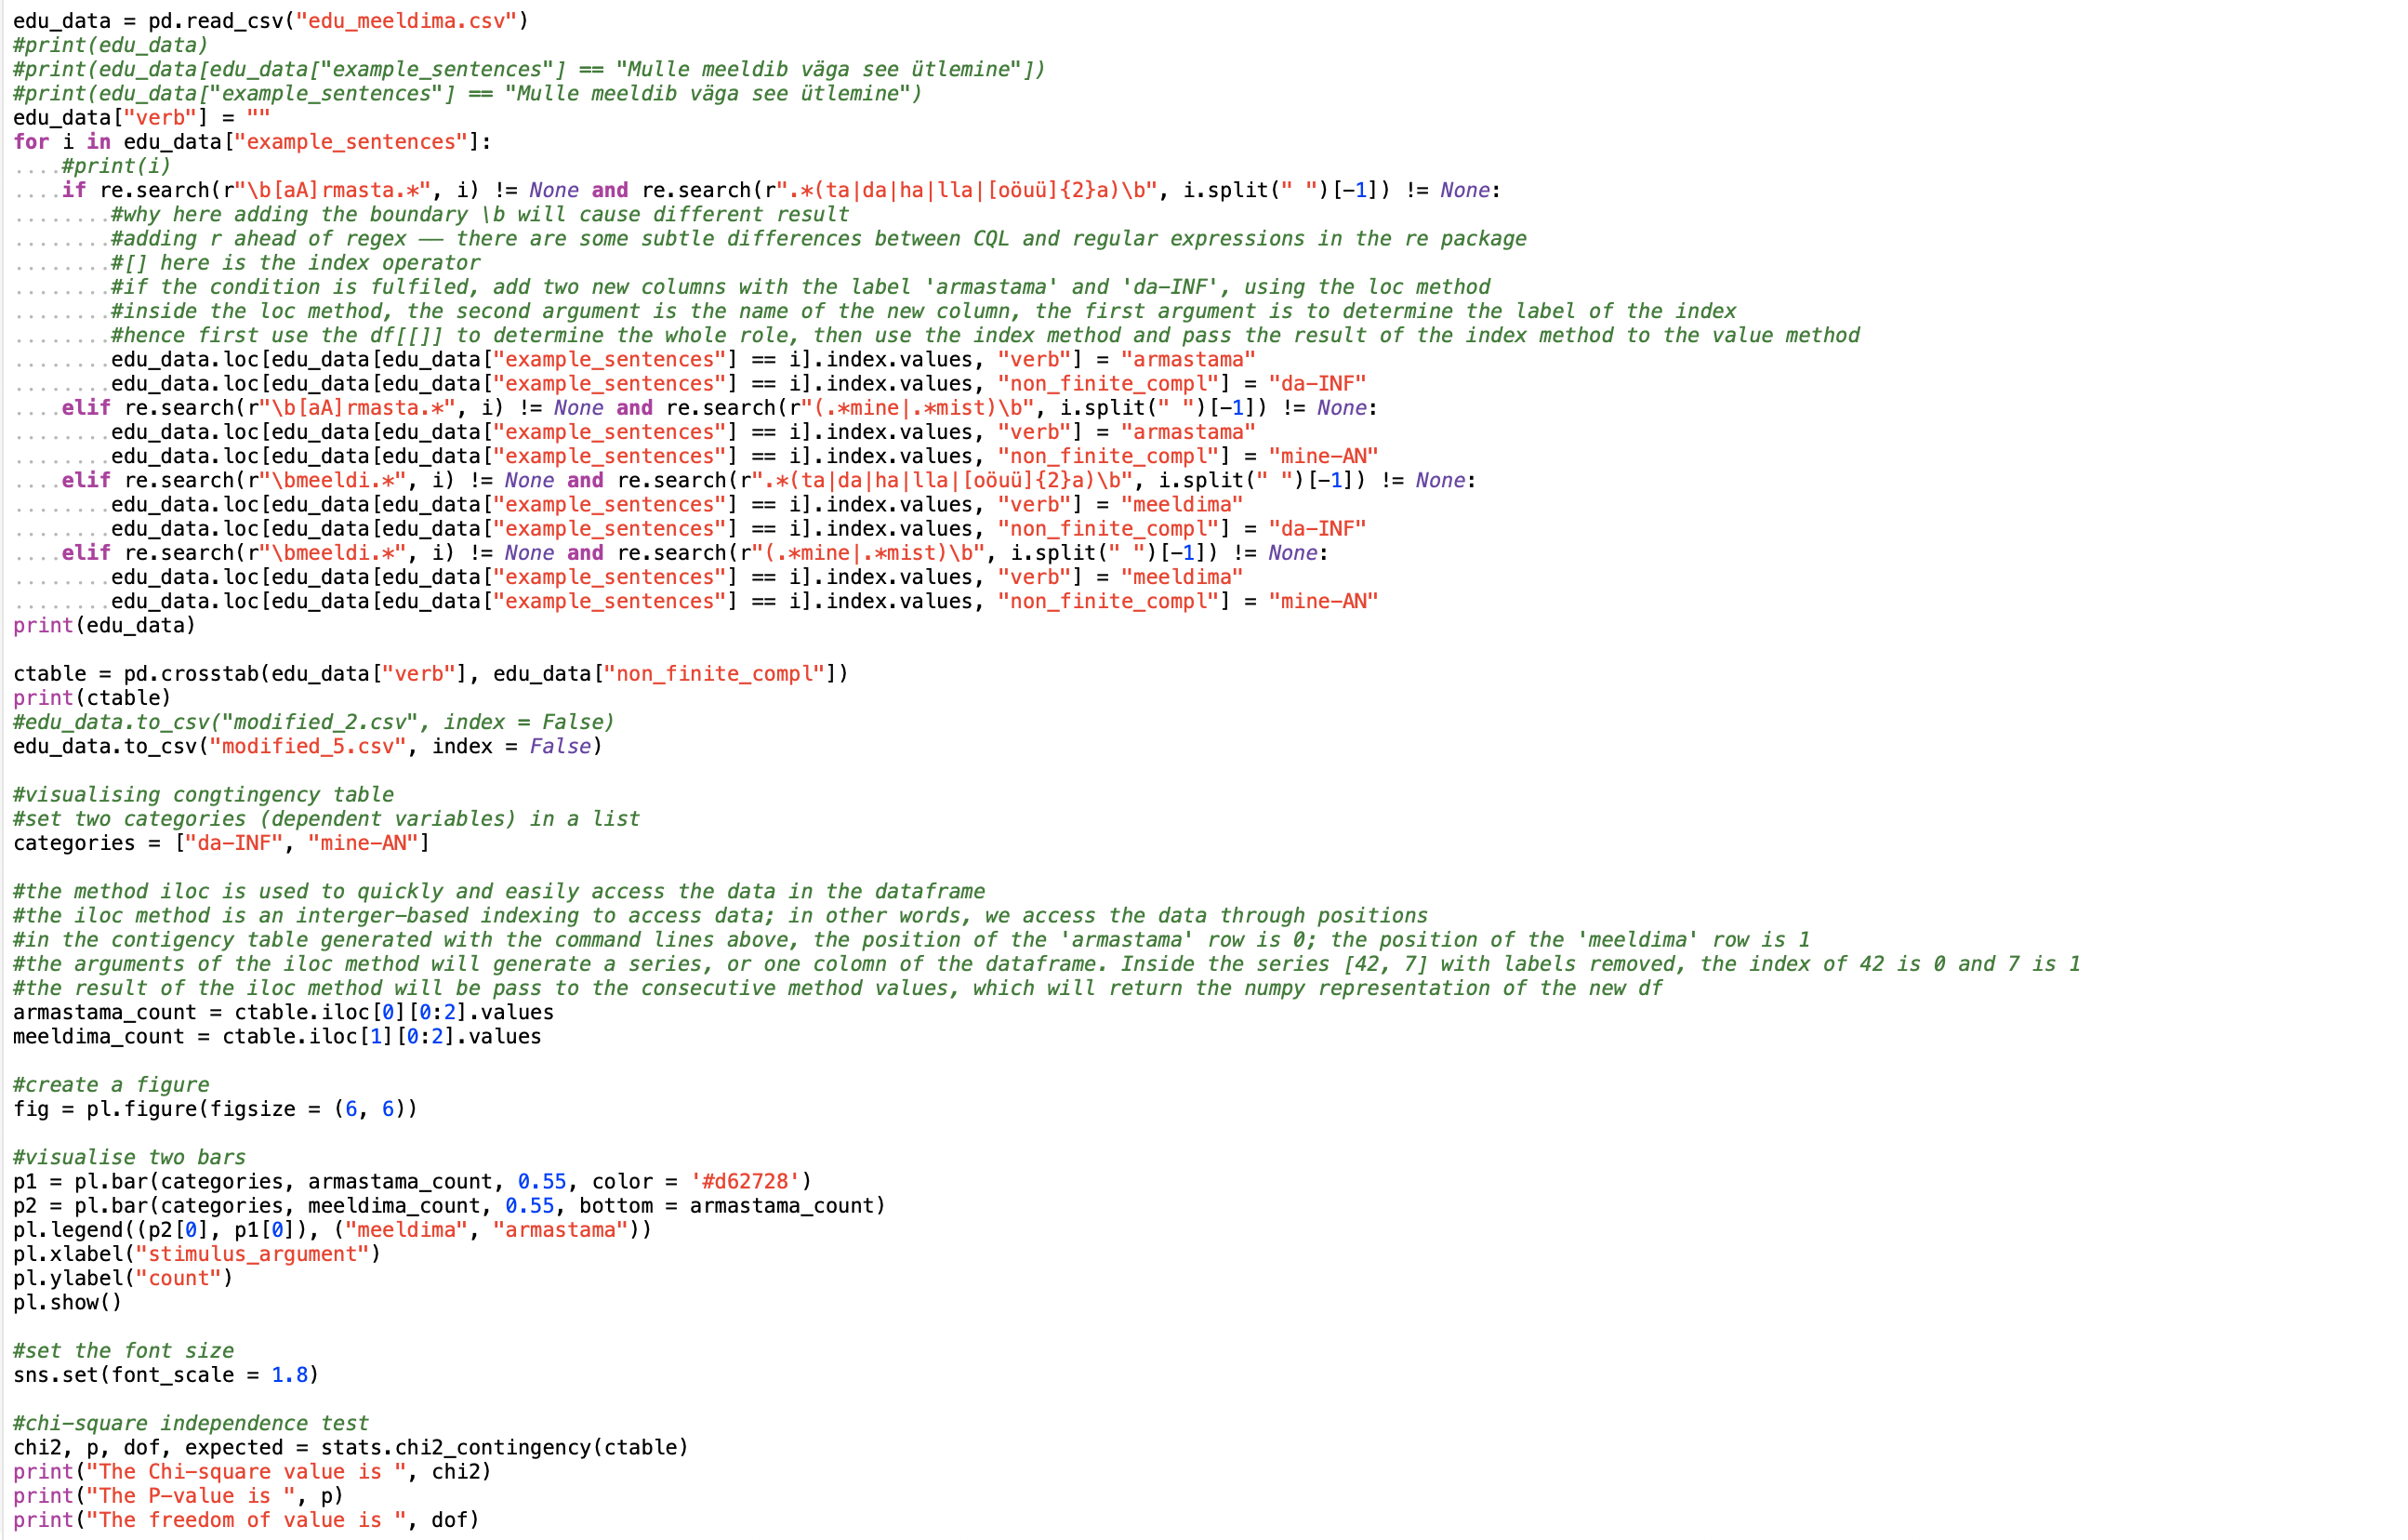 edu_data = pd.read_csv("edu_meeldima.csv")
#print(edu_data)
#print(edu_data[edu_data["example_sentences"] == "Mulle meeldib väga see ütlemine"])
#print(edu_data["example_sentences"] == "Mulle meeldib väga see ütlemine")
edu_data["verb"] = ""
for i in edu_data["example_sentences"]:
....#print(i)
....if re.search(r"\b[aA]rmasta.*", i) != None and re.search(r".*(ta|da|ha|lla|[oöuü]{2}a)\b", i.split(" ")[-1]) != None:
........#why here adding the boundary \b will cause different result
........#adding r ahead of regex —— there are some subtle differences between CQL and regular expressions in the re package
........#[] here is the index operator
........#if the condition is fulfiled, add two new columns with the label 'armastama' and 'da-INF', using the loc method
........#inside the loc method, the second argument is the name of the new column, the first argument is to determine the label of the index
........#hence first use the df[[]] to determine the whole role, then use the index method and pass the result of the index method to the value method
........edu_data.loc[edu_data[edu_data["example_sentences"] == i].index.values, "verb"] = "armastama"
........edu_data.loc[edu_data[edu_data["example_sentences"] == i].index.values, "non_finite_compl"] = "da-INF"
....elif re.search(r"\b[aA]rmasta.*", i) != None and re.search(r"(.*mine|.*mist)\b", i.split(" ")[-1]) != None:
........edu_data.loc[edu_data[edu_data["example_sentences"] == i].index.values, "verb"] = "armastama"
........edu_data.loc[edu_data[edu_data["example_sentences"] == i].index.values, "non_finite_compl"] = "mine-AN"
....elif re.search(r"\bmeeldi.*", i) != None and re.search(r".*(ta|da|ha|lla|[oöuü]{2}a)\b", i.split(" ")[-1]) != None:
........edu_data.loc[edu_data[edu_data["example_sentences"] == i].index.values, "verb"] = "meeldima"
........edu_data.loc[edu_data[edu_data["example_sentences"] == i].index.values, "non_finite_compl"] = "da-INF"
....elif re.search(r"\bmeeldi.*", i) != None and re.search(r"(.*mine|.*mist)\b", i.split(" ")[-1]) != None:
........edu_data.loc[edu_data[edu_data["example_sentences"] == i].index.values, "verb"] = "meeldima"
........edu_data.loc[edu_data[edu_data["example_sentences"] == i].index.values, "non_finite_compl"] = "mine-AN"
print(edu_data)
ctable = pd.crosstab(edu_data["verb"], edu_data["non_finite_compl"])
print(ctable)
#edu_data.to_csv("modified_2.csv", index = False)
edu_data.to_csv("modified_5.csv", index = False)
#visualising congtingency table
#set two categories (dependent variables) in a list
categories = ["da-INF", "mine-AN"]
#the method iloc is used to quickly and easily access the data in the dataframe
#the iloc method is an interger-based indexing to access data; in other words, we access the data through positions
#in the contigency table generated with the command lines above, the position of the 'armastama' row is 0; the position of the 'meeldima' row is 1
#the arguments of the iloc method will generate a series, or one colomn of the dataframe. Inside the series [42, 7] with labels removed, the index of 42 is 0 and 7 is 1
#the result of the iloc method will be pass to the consecutive method values, which will return the numpy representation of the new df
armastama_count = ctable.iloc[0][0:2].values
meeldima_count = ctable.iloc[1][0:2].values
#create a figure
fig = pl.figure(figsize = (6, 6))
#visualise two bars
p1 = pl.bar(categories, armastama_count, 0.55, color = '#d62728')
p2 = pl.bar(categories, meeldima_count, 0.55, bottom = armastama_count)
pl.legend((p2[0], p1[0]), ("meeldima", "armastama"))
pl.xlabel("stimulus_argument")
pl.ylabel("count")
pl.show()
#set the font size
sns.set(font_scale = 1.8)
#chi-square independence test
chi2, p, dof, expected = stats.chi2_contingency(ctable)
print("The Chi-square value is ", chi2)
print("The P-value is ", p)
print("The freedom of value is ", dof)